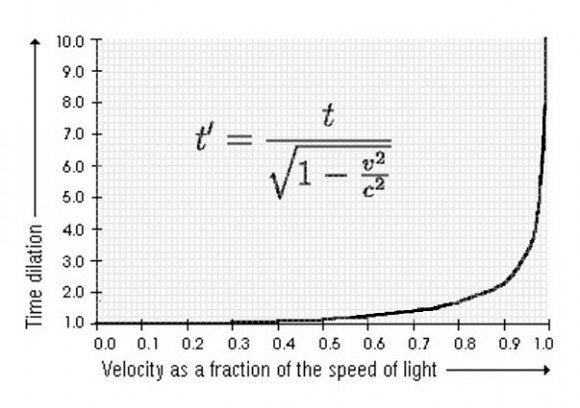 10.0
9.0
8.0
7.0
6.0
5.0
4.0
3.0
2.0
1.0
Time dilation
t′ = t / √(1 − v²/c²)
0.0 0.1 0.2 0.3 0.4 0.5 0.6 0.7 0.8 0.9 1.0
Velocity as a fraction of the speed of light